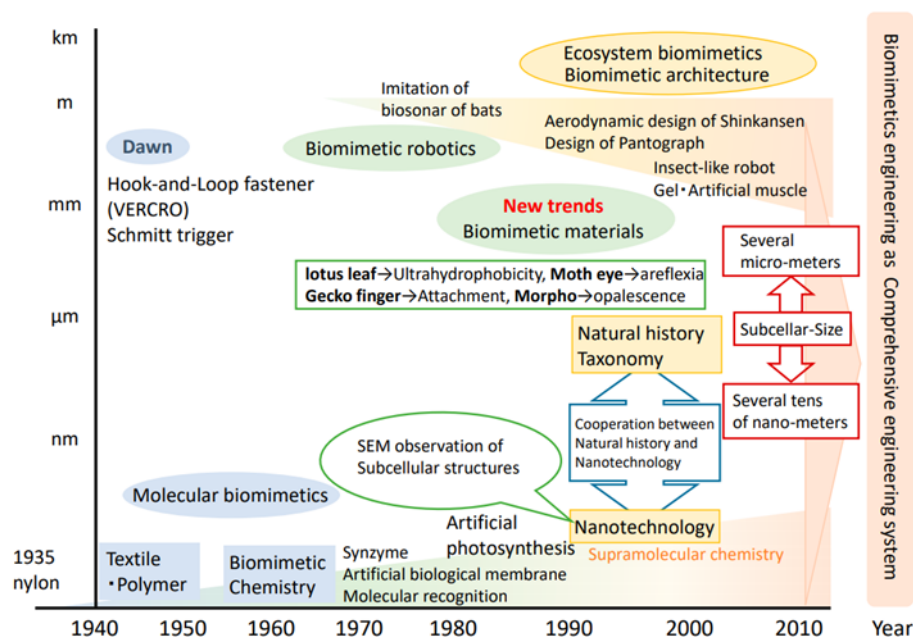 km
Ecosystem biomimetics
Biomimetic architecture
m
Imitation of
biosonar of bats
Aerodynamic design of Shinkansen
Design of Pantograph
Dawn
Biomimetic robotics
Insect-like robot
Gel・Artificial muscle
Hook-and-Loop fastener
(VERCRO)
Schmitt trigger
mm
New trends
Biomimetic materials
Several
micro-meters
lotus leaf→Ultrahydrophobicity, Moth eye→areflexia
Gecko finger→Attachment, Morpho→opalescence
μm
Natural history
Taxonomy
Subcellar-Size
Several tens
of nano-meters
Cooperation between
Natural history and
Nanotechnology
nm
SEM observation of
Subcellular structures
Molecular biomimetics
Nanotechnology
Artificial
photosynthesis
Supramolecular chemistry
1935
nylon
Textile
・Polymer
Biomimetic
Chemistry
Synzyme
Artificial biological membrane
Molecular recognition
1940 1950 1960 1970 1980 1990 2000 2010 Year
Biomimetics engineering as Comprehensive engineering system